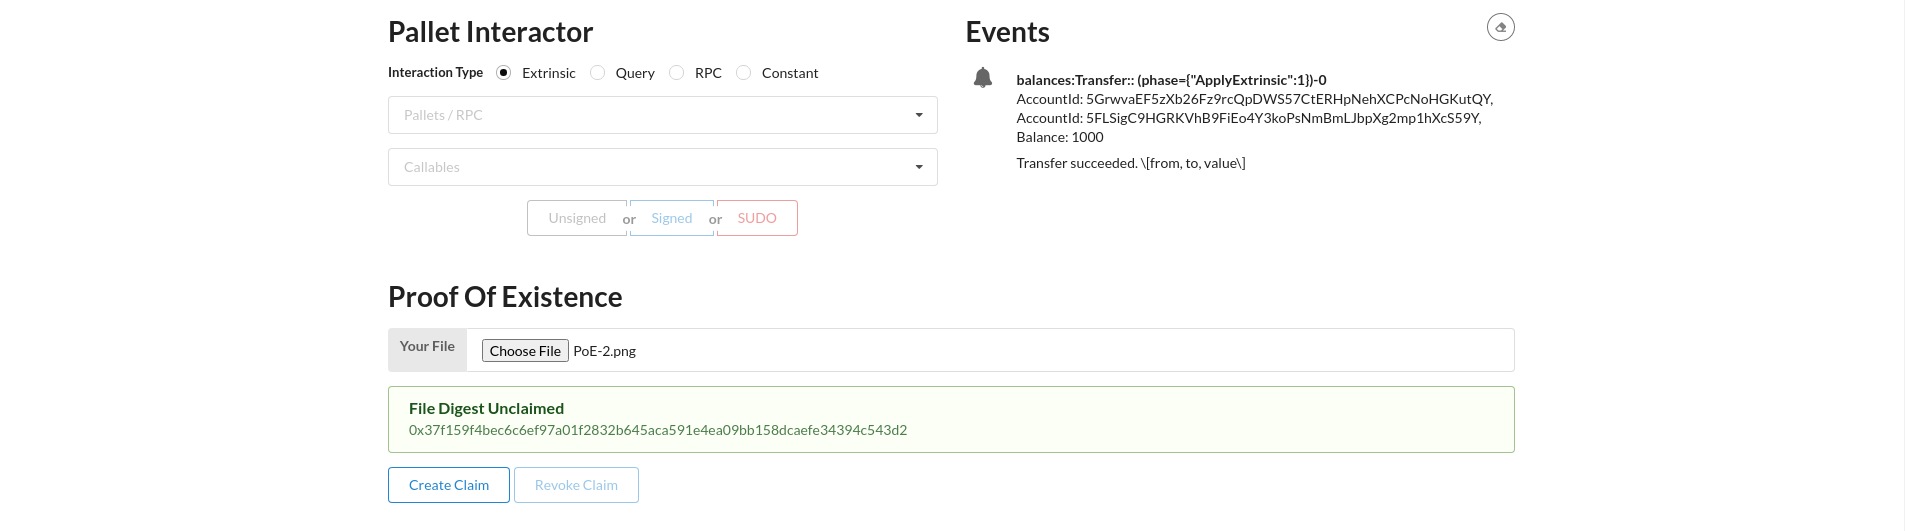 Pallet Interactor
Interaction Type Extrinsic Query RPC Constant
Pallets / RPC
Callables
Unsigned or Signed or SUDO
Events
balances:Transfer:: (phase={"ApplyExtrinsic":1})-0
AccountId: 5GrwvaEF5zXb26Fz9rcQpDWS57CtERHpNehXCPcNoHGKutQY,
AccountId: 5FLSigC9HGRKVhB9FiEo4Y3koPsNmBmLJbpXg2mp1hXcS59Y,
Balance: 1000
Transfer succeeded. \[from, to, value\]
Proof Of Existence
Your File Choose File PoE-2.png
File Digest Unclaimed
0x37f159f4bec6c6ef97a01f2832b645aca591e4ea09bb158dcaefe34394c543d2
Create Claim Revoke Claim